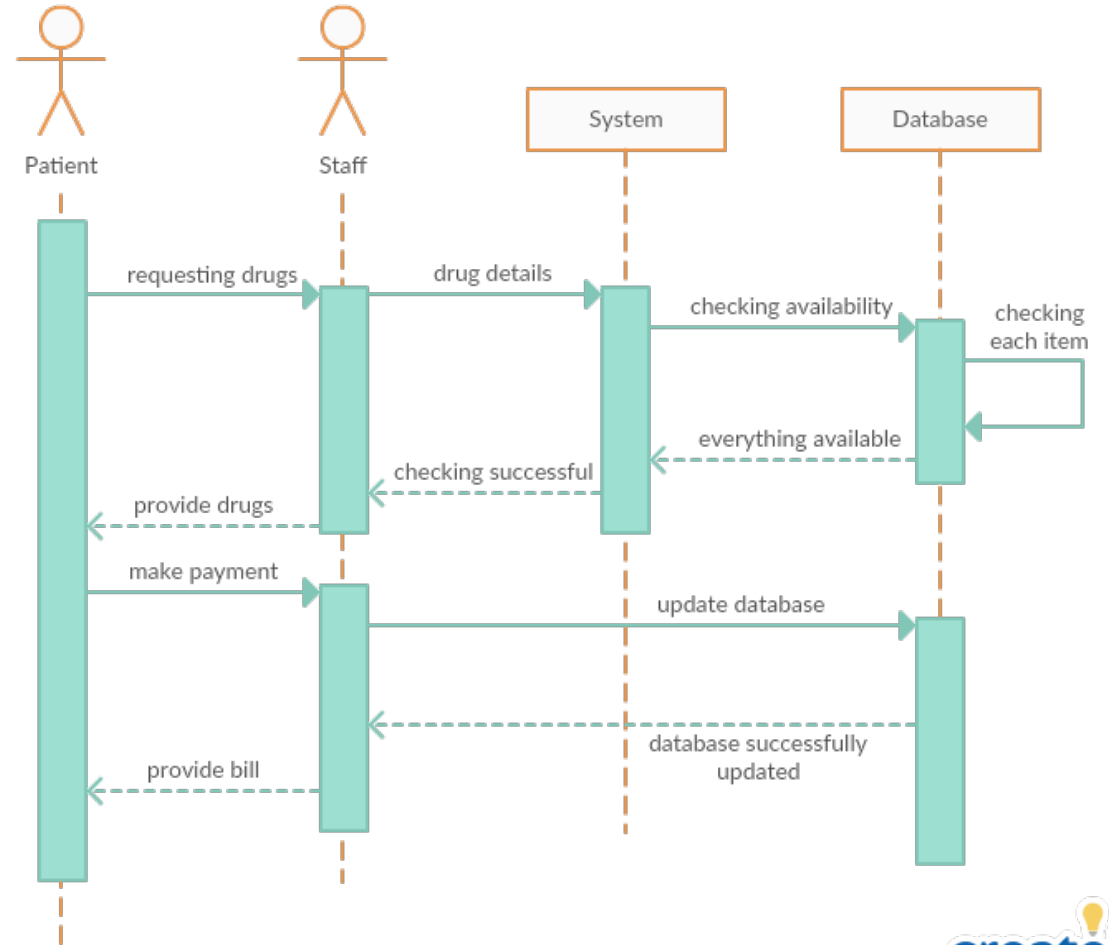 Patient
Staff
System
Database
requesting drugs
drug details
checking availability
checking
each item
everything available
checking successful
provide drugs
make payment
update database
database successfully
updated
provide bill